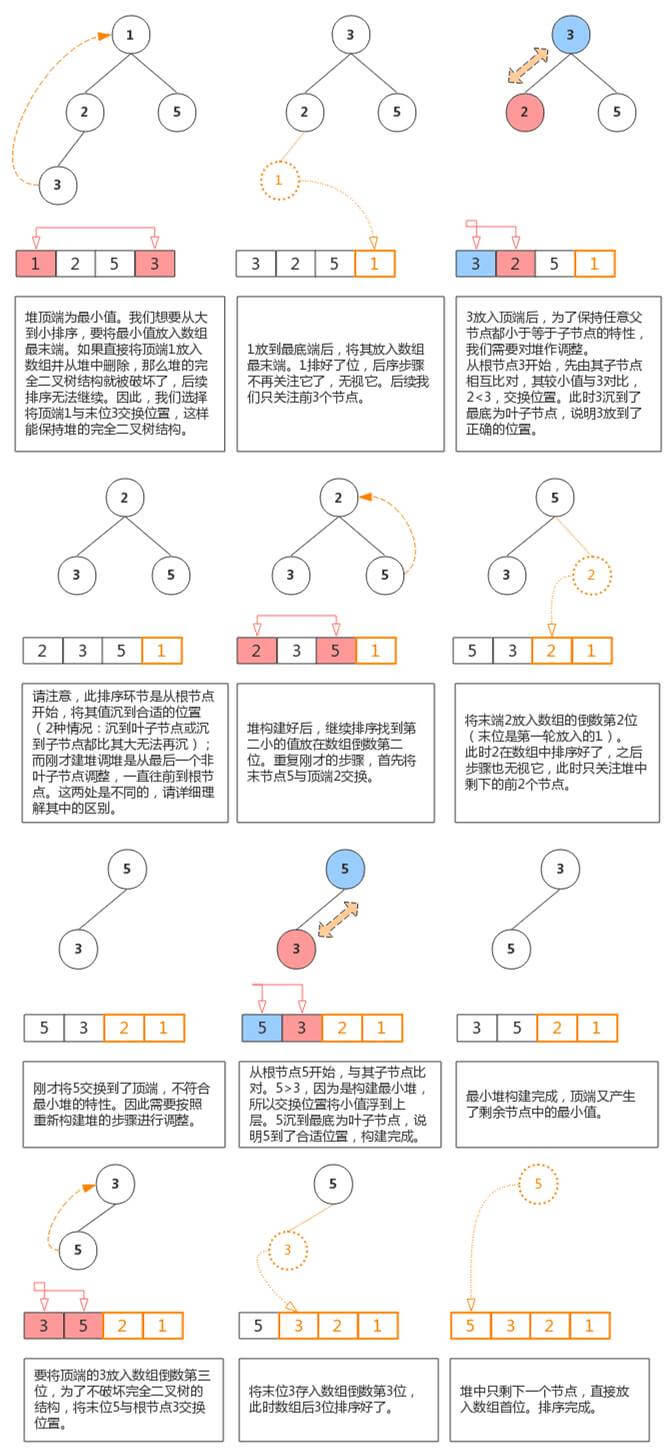 1
2 5
3
1 2 5 3
堆顶端为最小值。我们想要从大
到小排序，要将最小值放入数组
最末端。如果直接将顶端1放入
数组并从堆中删除，那么堆的完
全二叉树结构就被破坏了，后续
排序无法继续。因此，我们选择
将顶端1与末位3交换位置，这样
能保持堆的完全二叉树结构。
3
2 5
1
3 2 5 1
1放到最底端后，将其放入数组
最末端。1排好了位，后序步骤
不再关注它了，无视它。后续我
们只关注前3个节点。
3
2 5
3 2 5 1
3放入顶端后，为了保持任意父
节点都小于等于子节点的特性，
我们需要对堆作调整。
从根节点3开始，先由其子节点
相互比对，其较小值与3对比，
2<3，交换位置。此时3沉到了
最底为叶子节点，说明3放到了
正确的位置。
2
3 5
2 3 5 1
请注意，此排序环节是从根节点
开始，将其值沉到合适的位置
（2种情况：沉到叶子节点或沉
到子节点都比其大无法再沉）；
而刚才建堆调堆是从最后一个非
叶子节点调整，一直往前到根节
点。这两处是不同的，请详细理
解其中的区别。
2
3 5
2 3 5 1
堆构建好后，继续排序找到第
二小的值放在数组倒数第二
位。重复刚才的步骤，首先将
末节点5与顶端2交换。
5
3 2
5 3 2 1
将末端2放入数组的倒数第2位
（末位是第一轮放入的1）。
此时2在数组中排序好了，之后
步骤也无视它，此时只关注堆中
剩下的前2个节点。
5
3
5 3 2 1
刚才将5交换到了顶端，不符合
最小堆的特性。因此需要按照
重新构建堆的步骤进行调整。
5
3
5 3 2 1
从根节点5开始，与其子节点比
对。5>3，因为是构建最小堆，
所以交换位置将小值浮到上
层。5沉到最底为叶子节点，说
明5到了合适位置，构建完成。
3
5
3 5 2 1
最小堆构建完成，顶端又产生
了剩余节点中的最小值。
3
5
3 5 2 1
要将顶端的3放入数组倒数第三
位，为了不破坏完全二叉树的
结构，将末位5与根节点3交换
位置。
5
3
5 3 2 1
将末位3存入数组倒数第3位，
此时数组后3位排序好了。
5
5 3 2 1
堆中只剩下一个节点，直接放
入数组首位。排序完成。